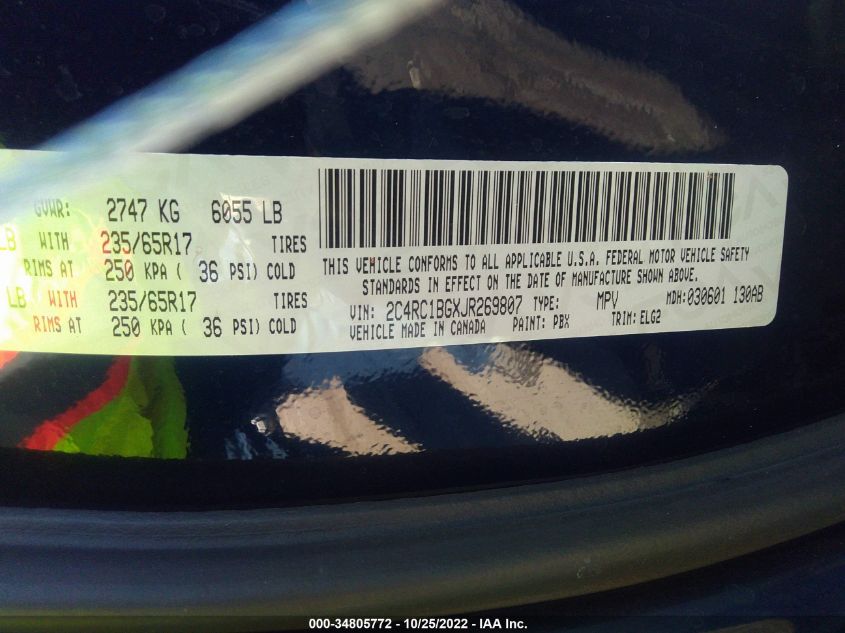 GVWR: 2747 KG 6055 LB
LB WITH 235/65R17 TIRES
RIMS AT 250 KPA ( 36 PSI) COLD
LB WITH 235/65R17 TIRES
RIMS AT 250 KPA ( 36 PSI) COLD
THIS VEHICLE CONFORMS TO ALL APPLICABLE U.S.A. FEDERAL MOTOR VEHICLE SAFETY
STANDARDS IN EFFECT ON THE DATE OF MANUFACTURE SHOWN ABOVE.
VIN: 2C4RC1BGXJR269807 TYPE: MPV MDH: 030601 130AB
VEHICLE MADE IN CANADA PAINT: PBX TRIM: ELG2
000-34805772 - 10/25/2022 - IAA Inc.